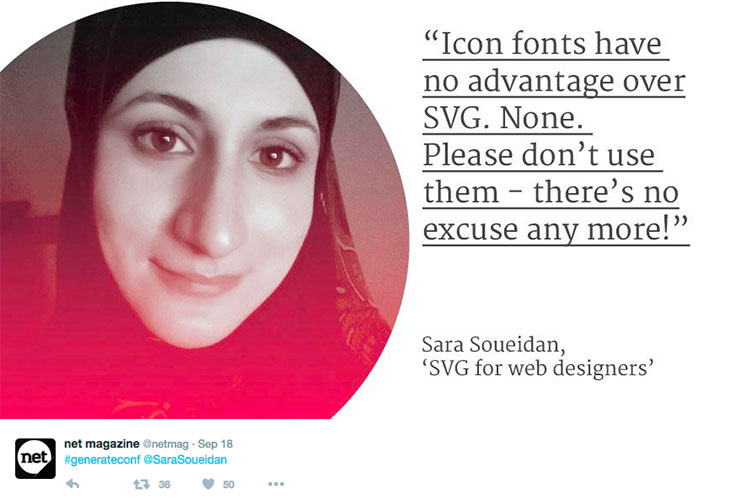 “Icon fonts have
no advantage over
SVG. None.
Please don’t use
them – there’s no
excuse any more!”
Sara Soueidan,
‘SVG for web designers’
net
net magazine @netmag · Sep 18
#generateconf @SaraSoueidan
36 50